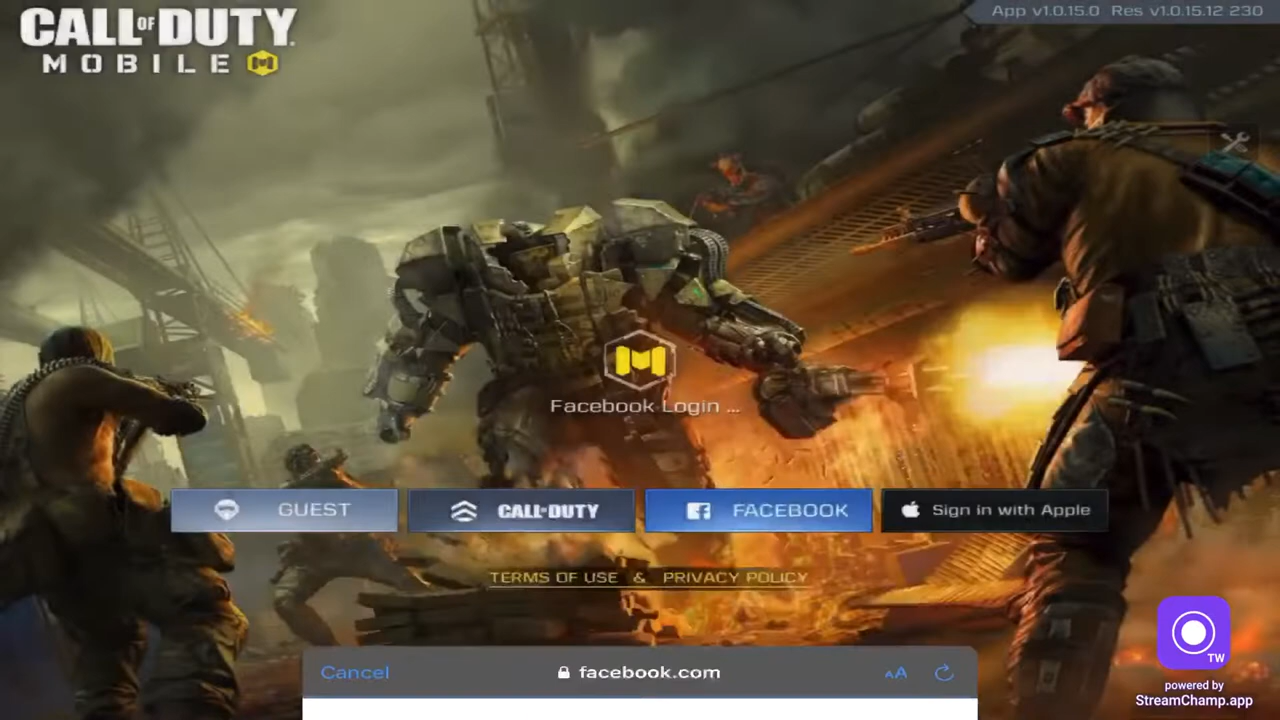 CALL OF DUTY
MOBILE
App v1.0.15.0 Res v1.0.15.12 230
Facebook Login ...
GUEST
CALL OF DUTY
FACEBOOK
Sign in with Apple
TERMS OF USE & PRIVACY POLICY
Cancel
facebook.com
AA
TW
powered by
StreamChamp.app